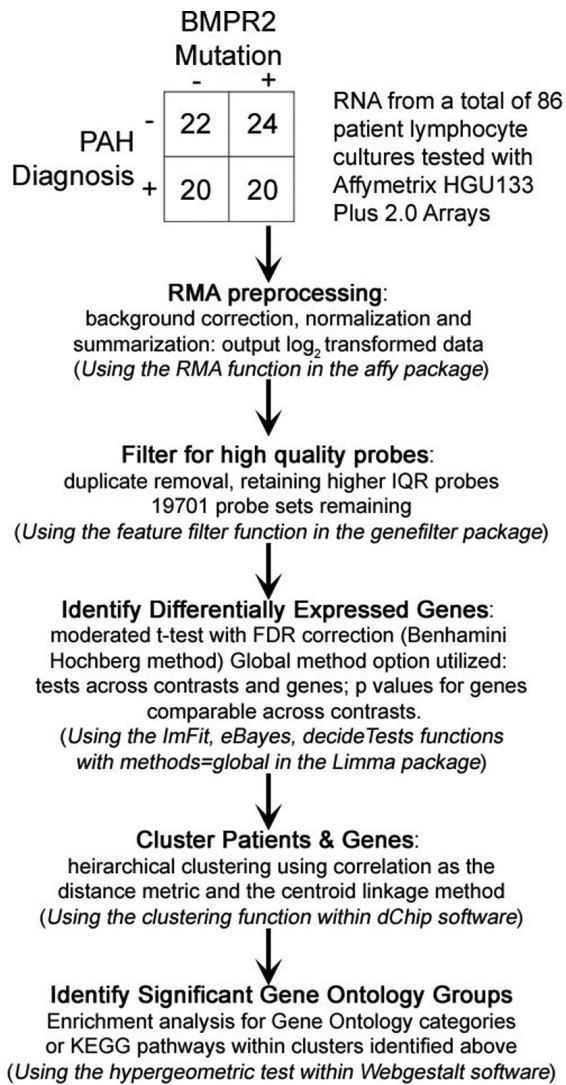 BMPR2
Mutation
- +
PAH
Diagnosis
- 22 24
+ 20 20
RNA from a total of 86
patient lymphocyte
cultures tested with
Affymetrix HGU133
Plus 2.0 Arrays
RMA preprocessing:
background correction, normalization and
summarization: output log2 transformed data
(Using the RMA function in the affy package)
Filter for high quality probes:
duplicate removal, retaining higher IQR probes
19701 probe sets remaining
(Using the feature filter function in the genefilter package)
Identify Differentially Expressed Genes:
moderated t-test with FDR correction (Benhamini
Hochberg method) Global method option utilized:
tests across contrasts and genes; p values for genes
comparable across contrasts.
(Using the lmFit, eBayes, decideTests functions
with methods=global in the Limma package)
Cluster Patients & Genes:
heirarchical clustering using correlation as the
distance metric and the centroid linkage method
(Using the clustering function within dChip software)
Identify Significant Gene Ontology Groups
Enrichment analysis for Gene Ontology categories
or KEGG pathways within clusters identified above
(Using the hypergeometric test within Webgestalt software)